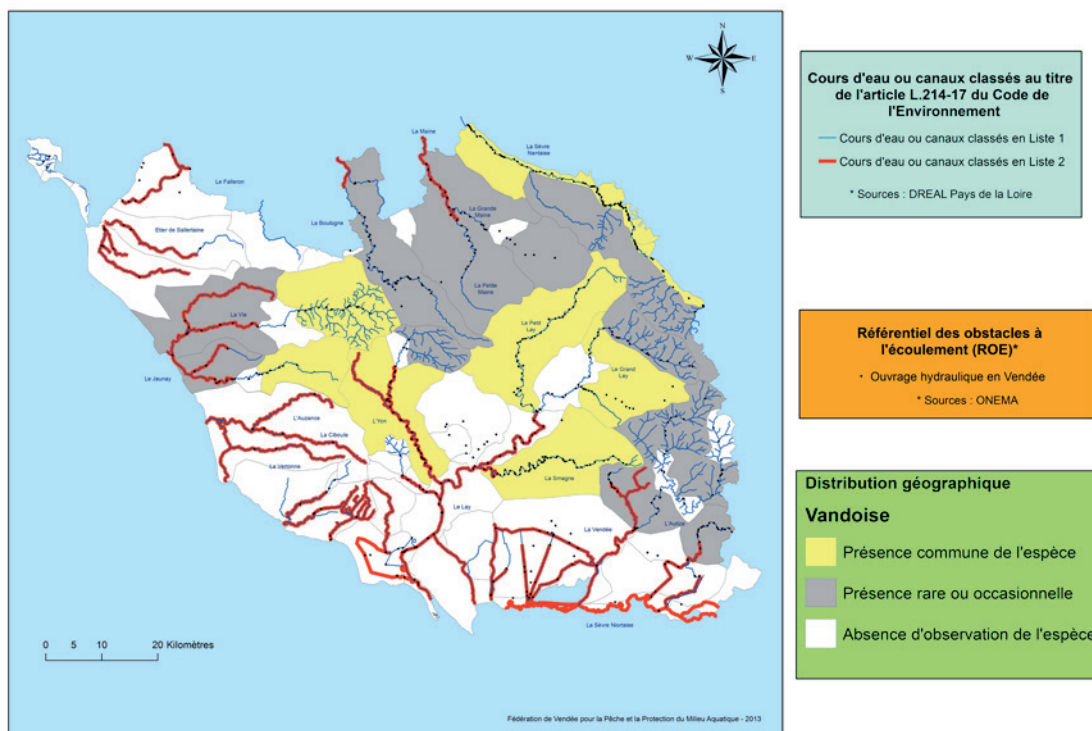 N
W E
S
La Maine
La Sèvre
Nantaise
Le Falleron
La Boulogne
La Grande
Maine
Etier de Sallertaine
La Petite
Maine
La Vie
Le Petit
Lay
Le Jaunay
Le Grand
Lay
L'Auzance
L'Yon
La Ciboule
La Vertonne
La Smagne
Le Lay
La Vendée
L'Autize
La Sèvre Niortaise
0 5 10 20 Kilomètres
Fédération de Vendée pour la Pêche et la Protection du Milieu Aquatique - 2013
Cours d'eau ou canaux classés au titre
de l'article L.214-17 du Code de
l'Environnement
Cours d'eau ou canaux classés en Liste 1
Cours d'eau ou canaux classés en Liste 2
* Sources : DREAL Pays de la Loire
Référentiel des obstacles à
l'écoulement (ROE)*
· Ouvrage hydraulique en Vendée
* Sources : ONEMA
Distribution géographique
Vandoise
Présence commune de l'espèce
Présence rare ou occasionnelle
Absence d'observation de l'espèce